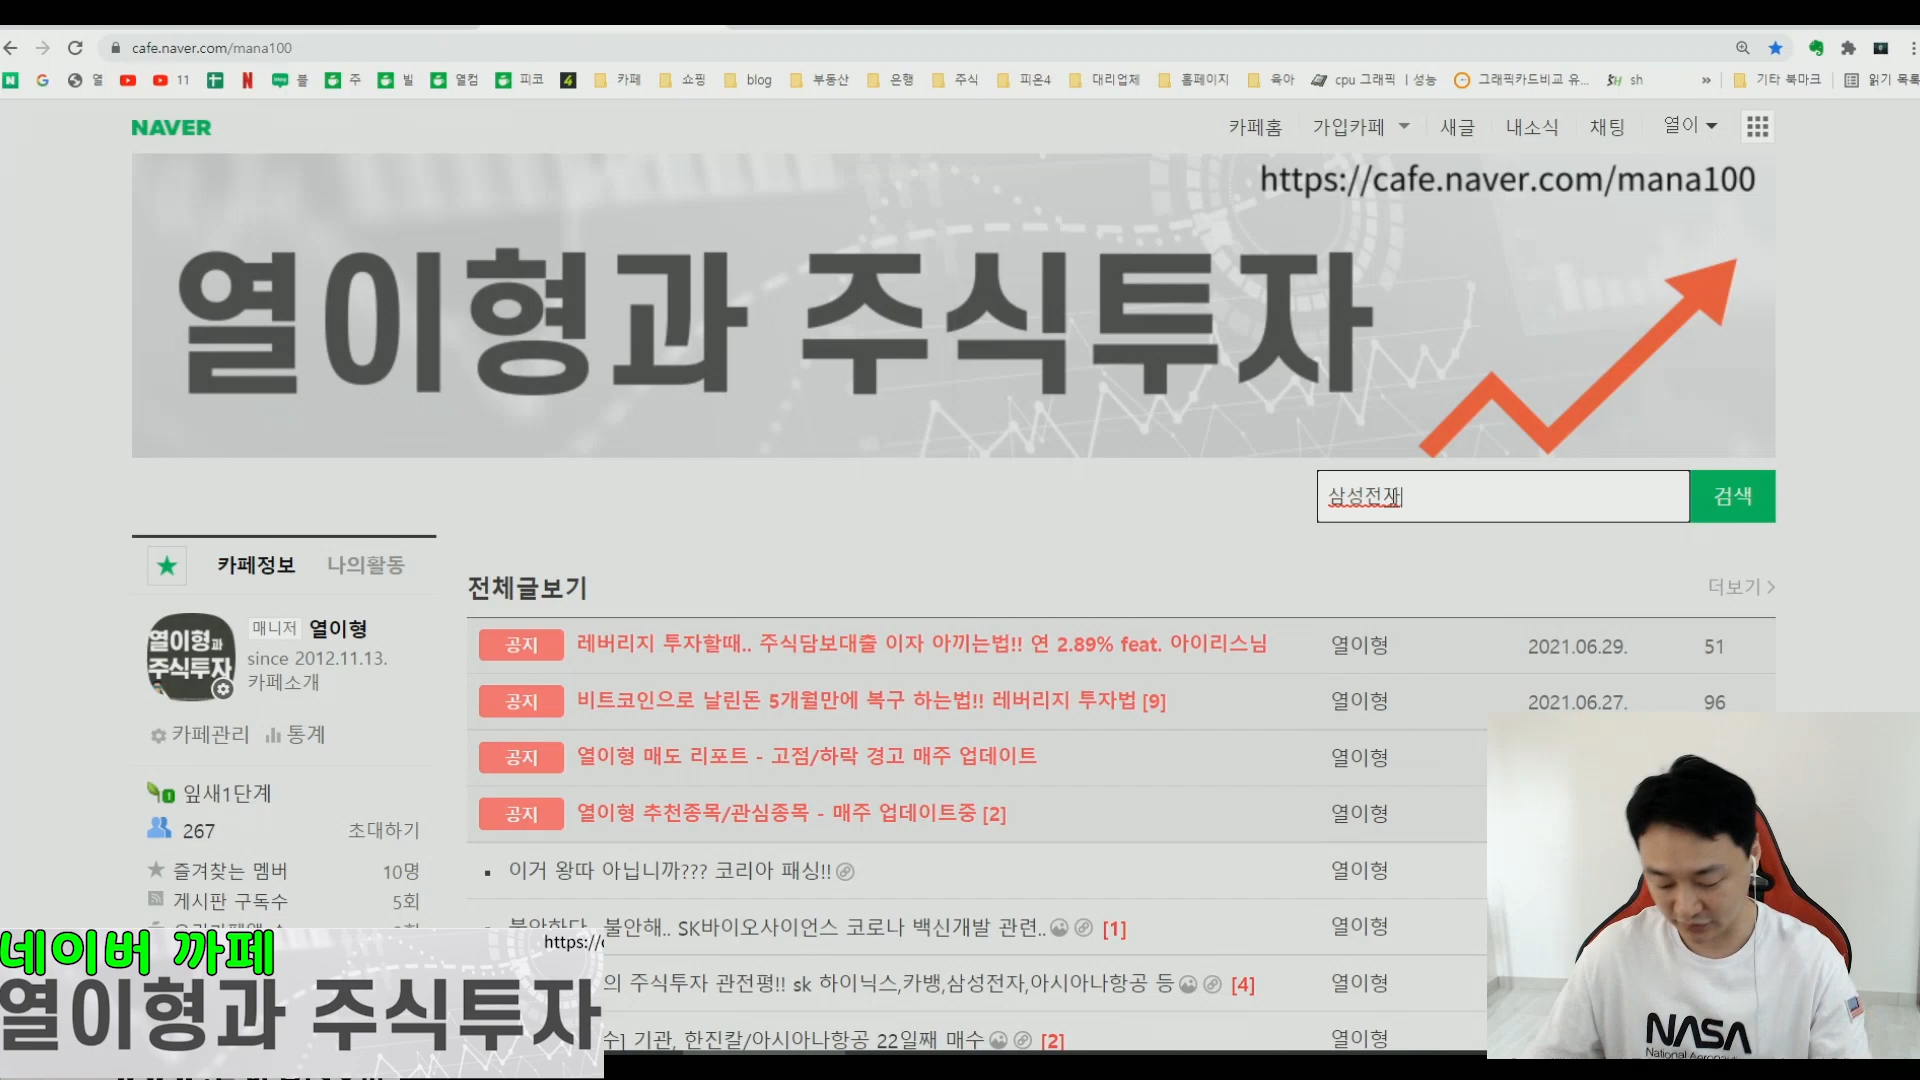 cafe.naver.com/mana100
열
11
블
주
빌
열컴
피코
카페
쇼핑
blog
부동산
은행
주식
피온4
대리업체
홈페이지
육아
cpu 그래픽 ㅣ성능
그래픽카드비교 유...
sh
»
기타 북마크
읽기 목록
NAVER
카페홈
가입카페
새글
내소식
채팅
열이
https://cafe.naver.com/mana100
열이형과 주식투자
삼성전자
검색
카페정보
나의활동
열이형과
주식투자
매니저 열이형
since 2012.11.13.
카페소개
카페관리
통계
잎새1단계
267
초대하기
즐겨찾는 멤버 10명
게시판 구독수 5회
전체글보기
더보기
공지 레버리지 투자할때.. 주식담보대출 이자 아끼는법!! 연 2.89% feat. 아이리스님 열이형 2021.06.29. 51
공지 비트코인으로 날린돈 5개월만에 복구 하는법!! 레버리지 투자법 [9] 열이형 2021.06.27. 96
공지 열이형 매도 리포트 - 고점/하락 경고 매주 업데이트 열이형
공지 열이형 추천종목/관심종목 - 매주 업데이트중 [2] 열이형
이거 왕따 아닙니까??? 코리아 패싱!! 열이형
불안하다.. 불안해.. SK바이오사이언스 코로나 백신개발 관련.. [1] 열이형
의 주식투자 관전평!! sk 하이닉스,카뱅,삼성전자,아시아나항공 등 [4] 열이형
수] 기관, 한진칼/아시아나항공 22일째 매수 [2] 열이형
네이버 까페
https://
열이형과 주식투자
NASA
National